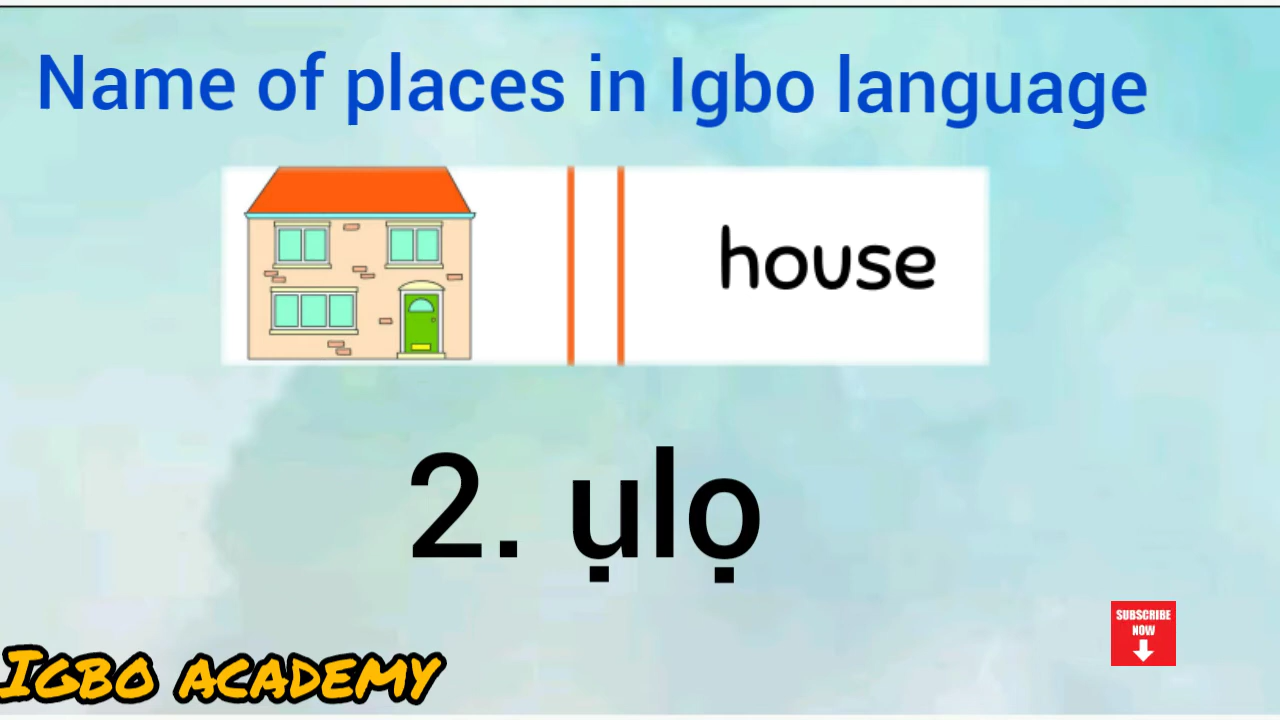 Name of places in Igbo language
house
2. ụlọ
SUBSCRIBE
NOW
IGBO ACADEMY